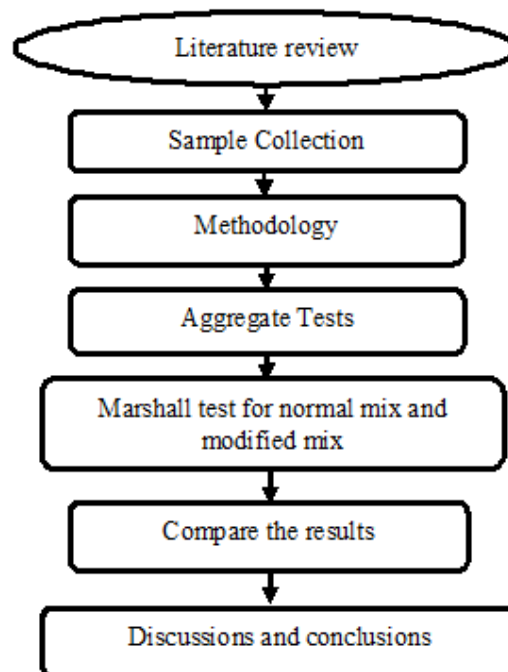 Literature review
Sample Collection
Methodology
Aggregate Tests
Marshall test for normal mix and
modified mix
Compare the results
Discussions and conclusions